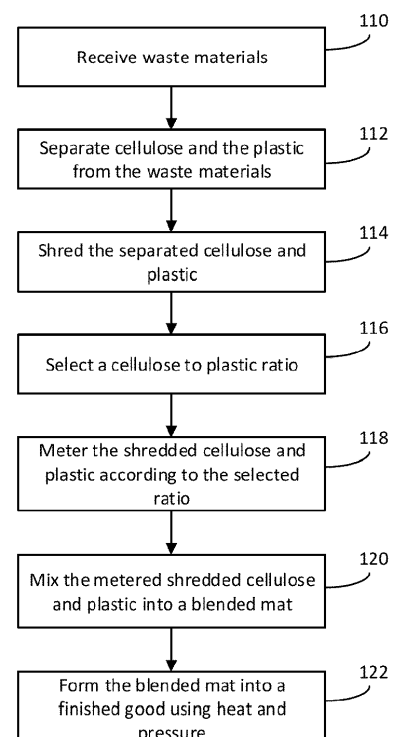 110
Receive waste materials
112
Separate cellulose and the plastic
from the waste materials
114
Shred the separated cellulose and
plastic
116
Select a cellulose to plastic ratio
118
Meter the shredded cellulose and
plastic according to the selected
ratio
120
Mix the metered shredded cellulose
and plastic into a blended mat
122
Form the blended mat into a
finished good using heat and
pressure